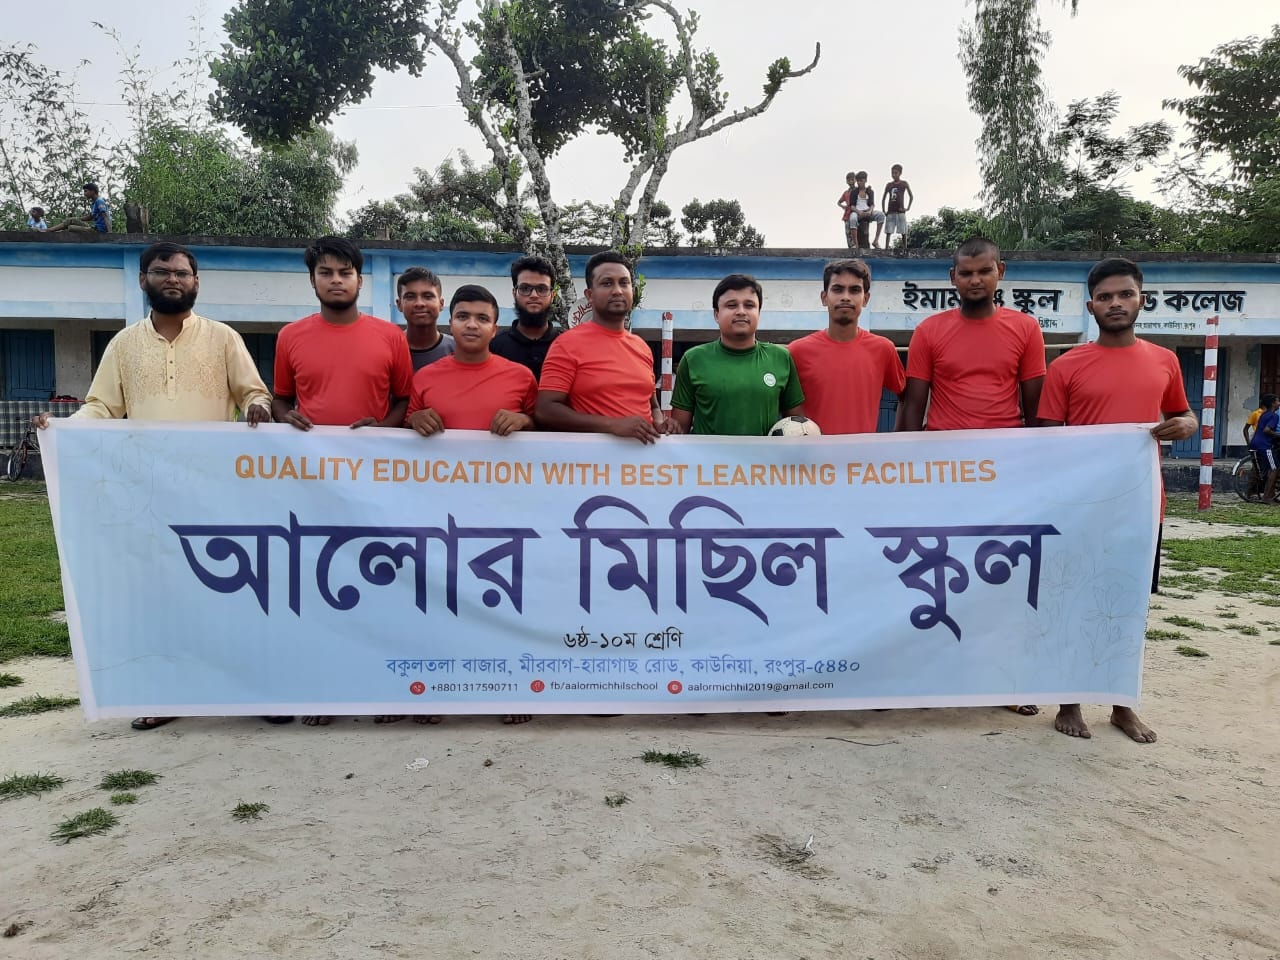 ইমাম স্কুল ড কলেজ
QUALITY EDUCATION WITH BEST LEARNING FACILITIES
আলোর মিছিল স্কুল
৬ষ্ঠ-১০ম শ্রেণি
বকুলতলা বাজার, মীরবাগ-হারাগাছ রোড, কাউনিয়া, রংপুর-৫৪৪০
+8801317590711 fb/aalormichhilschool aalormichhil2019@gmail.com